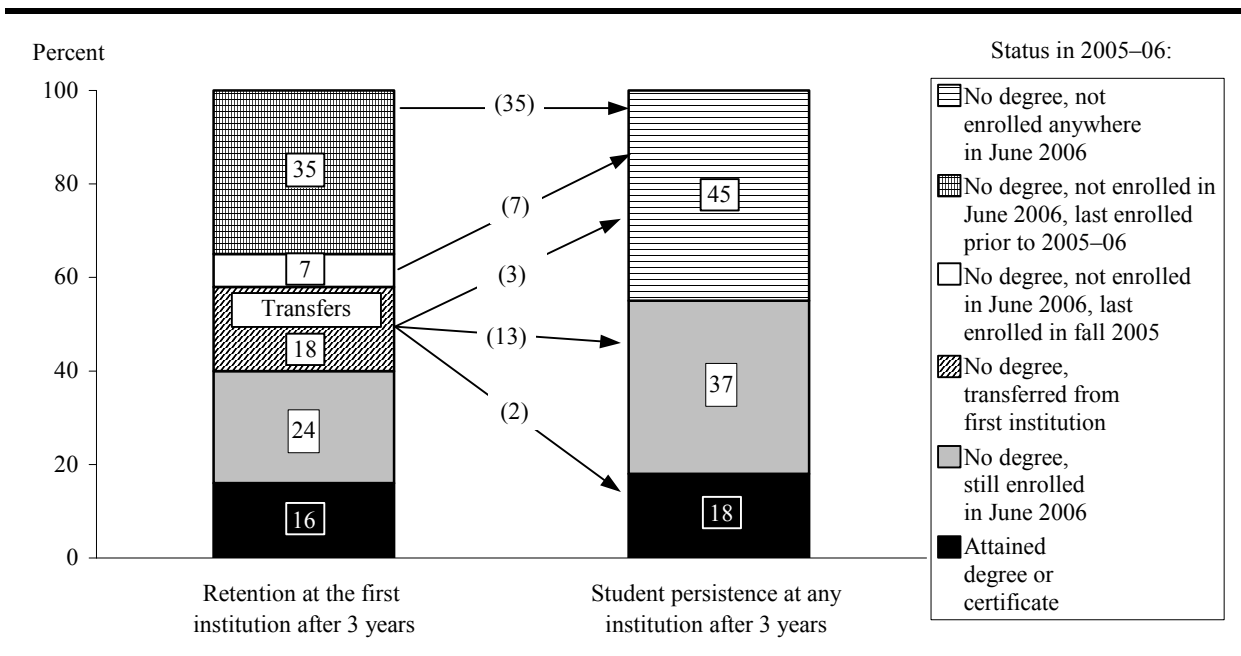 Percent
100
80
60
40
20
0
35
7
Transfers
18
24
16
(35)
(7)
(3)
(13)
(2)
45
37
18
Retention at the first
institution after 3 years
Student persistence at any
institution after 3 years
Status in 2005–06:
No degree, not
enrolled anywhere
in June 2006
No degree, not enrolled in
June 2006, last enrolled
prior to 2005–06
No degree, not enrolled
in June 2006, last
enrolled in fall 2005
No degree,
transferred from
first institution
No degree,
still enrolled
in June 2006
Attained
degree or
certificate